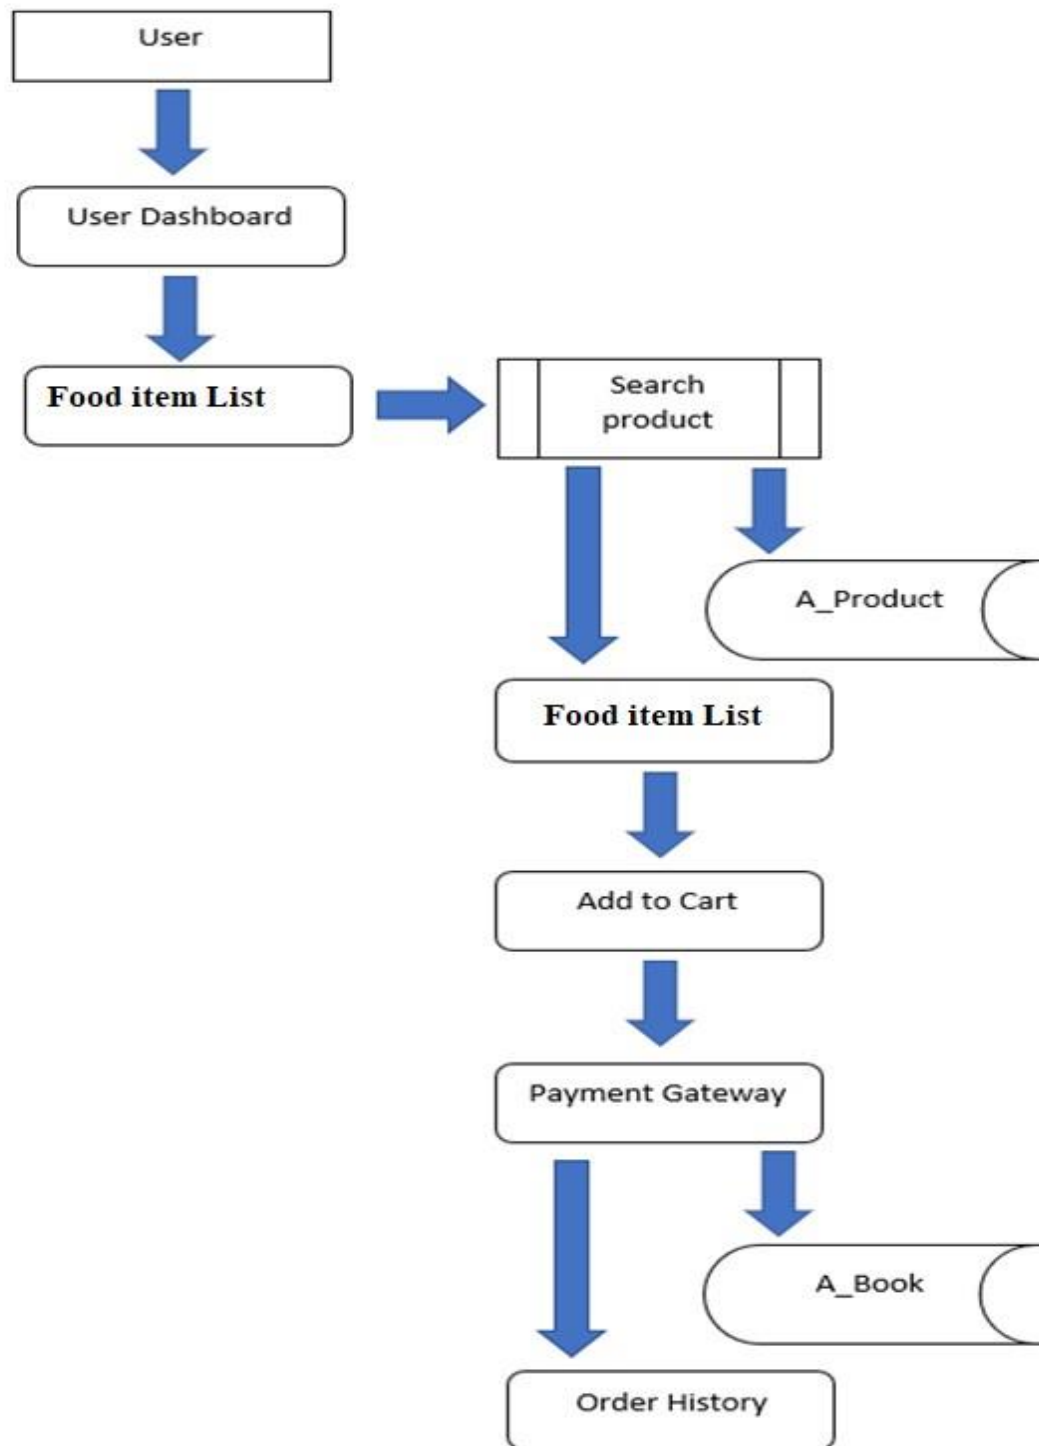 User
User Dashboard
Food item List
Search
product
A_Product
Food item List
Add to Cart
Payment Gateway
A_Book
Order History